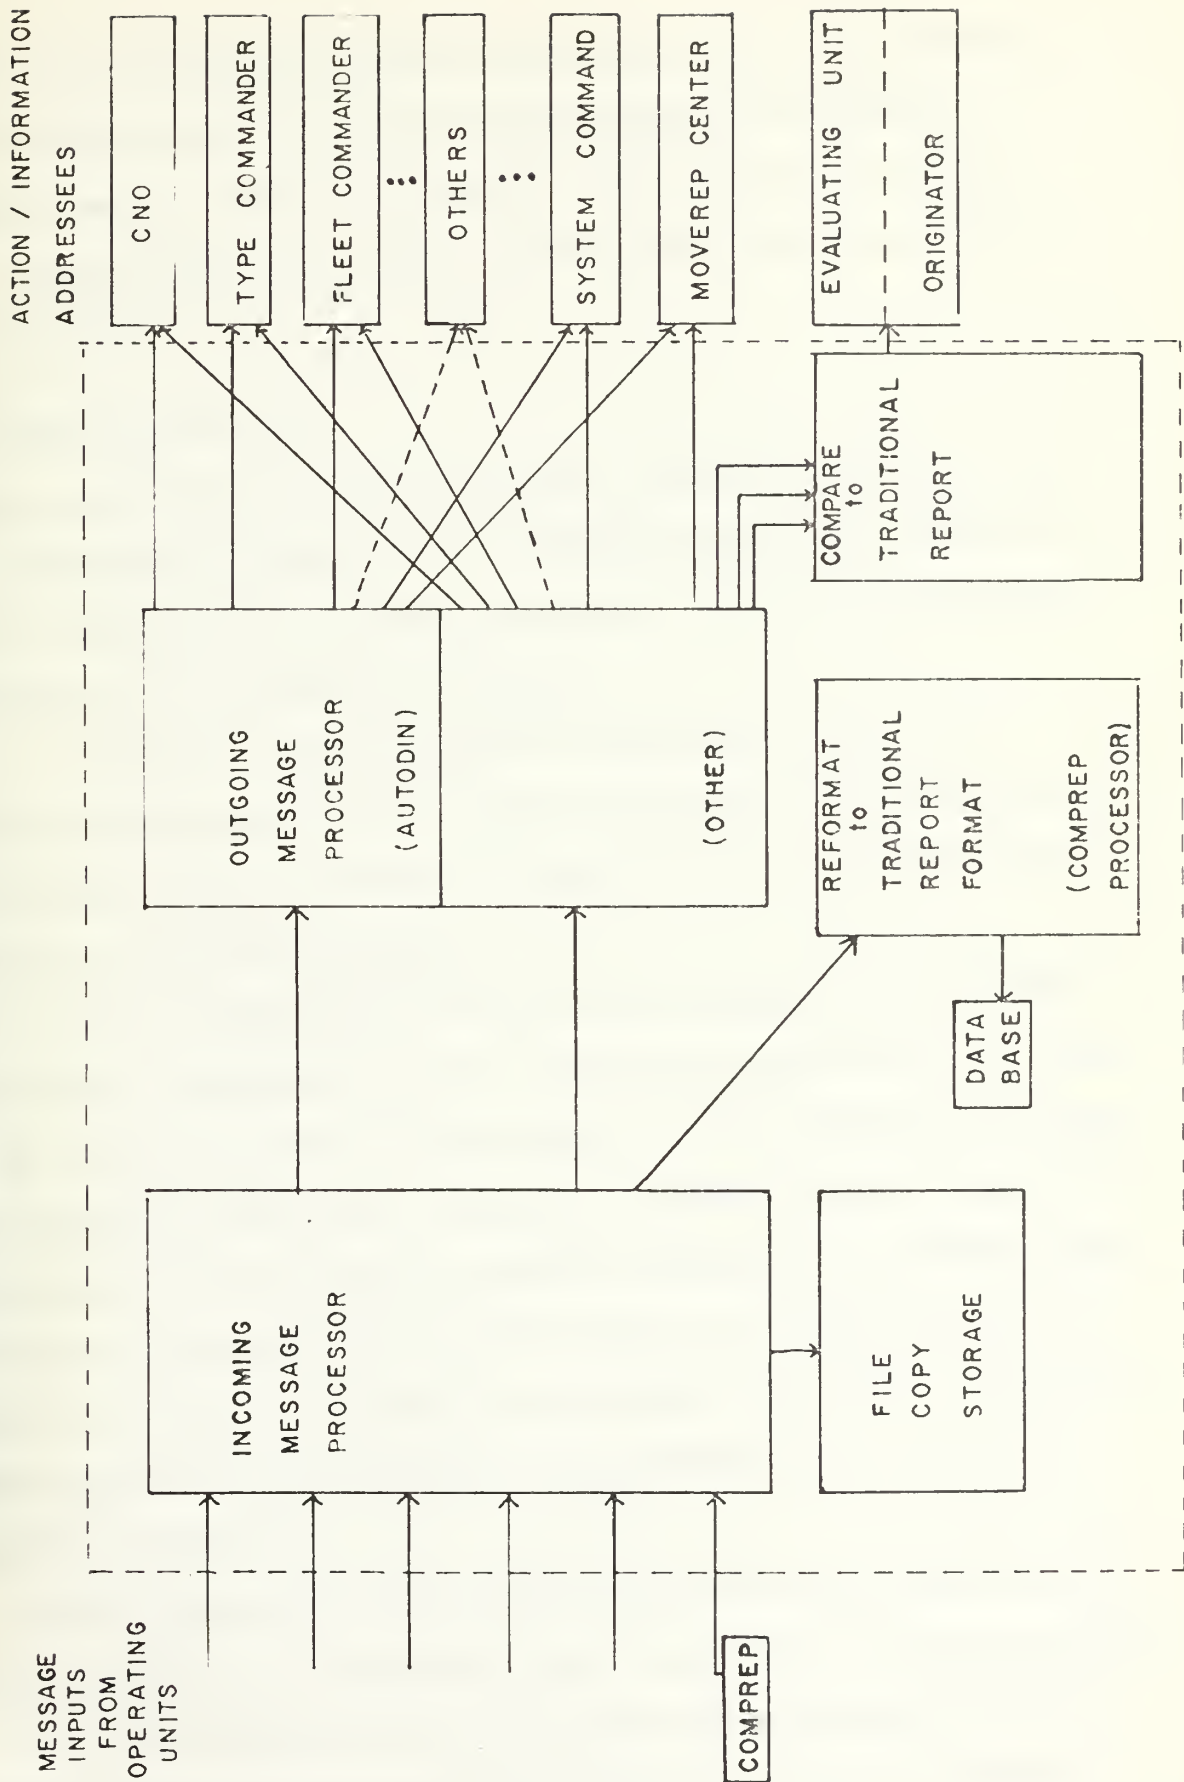 MESSAGE
INPUTS
FROM
OPERATING
UNITS
COMPREP
INCOMING
MESSAGE
PROCESSOR
FILE
COPY
STORAGE
OUTGOING
MESSAGE
PROCESSOR
(AUTODIN)
(OTHER)
REFORMAT
to
TRADITIONAL
REPORT
FORMAT
(COMPREP
PROCESSOR)
DATA
BASE
COMPARE
to
TRADITIONAL
REPORT
ACTION / INFORMATION
ADDRESSEES
CNO
TYPE COMMANDER
FLEET COMMANDER
OTHERS
SYSTEM COMMAND
MOVEREP CENTER
EVALUATING UNIT
ORIGINATOR